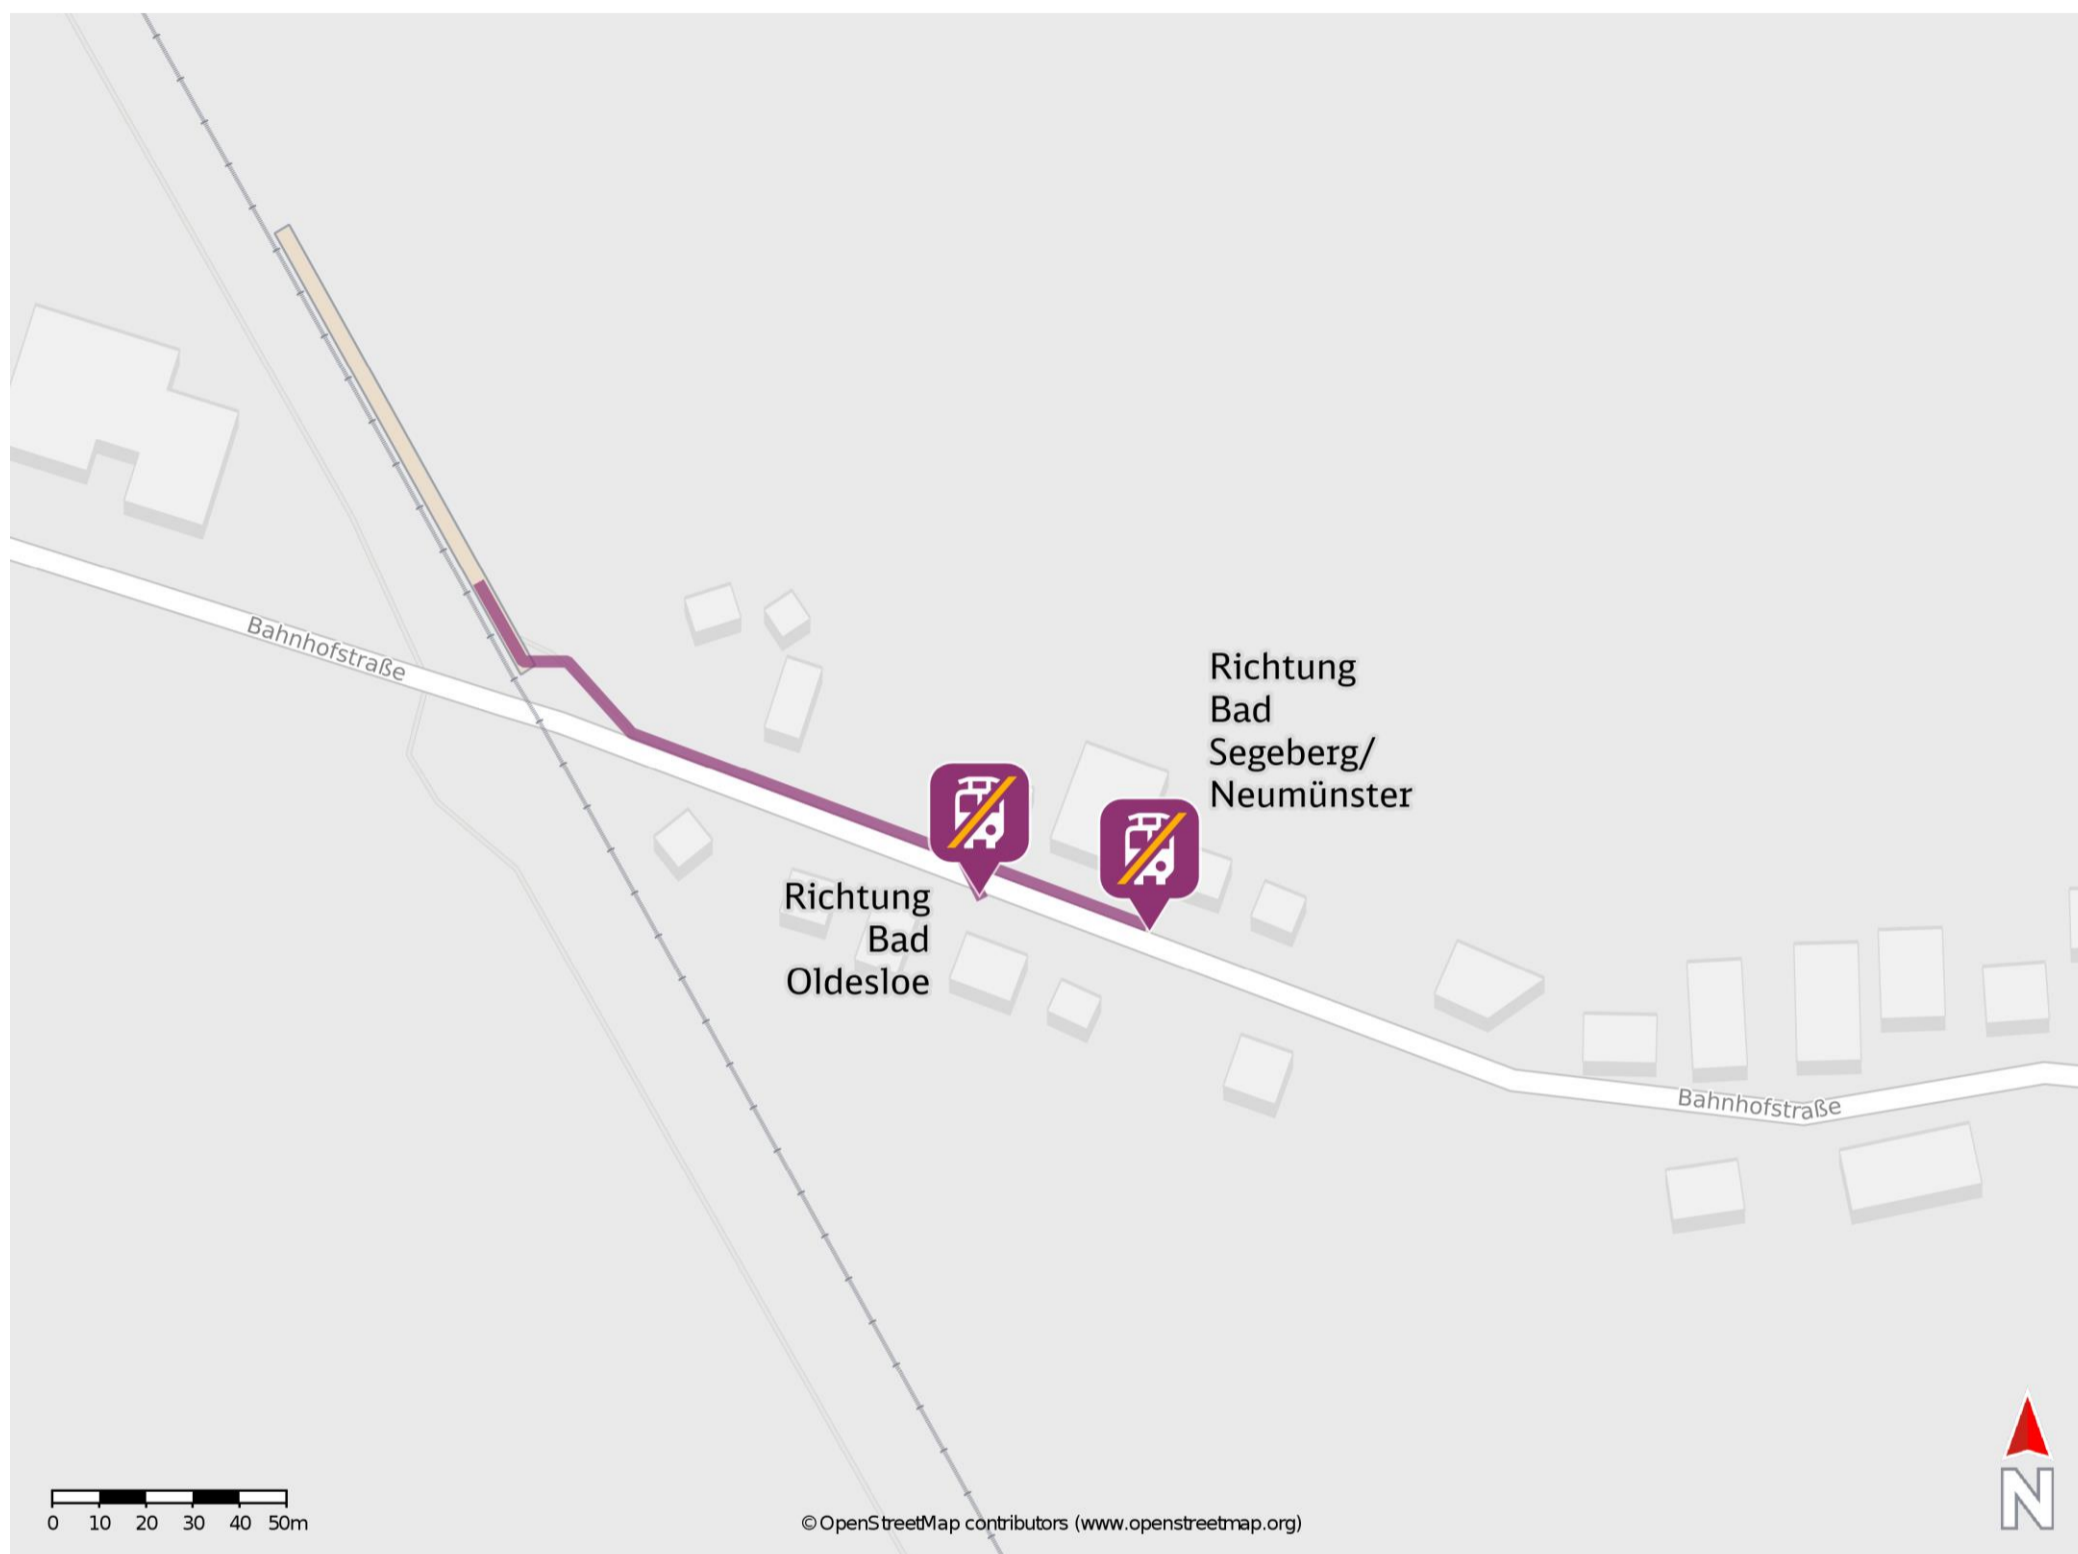 Bahnhofstraße
Richtung
Bad
Segeberg/
Neumünster
Richtung
Bad
Oldesloe
Bahnhofstraße
N
0 10 20 30 40 50m
© OpenStreetMap contributors (www.openstreetmap.org)